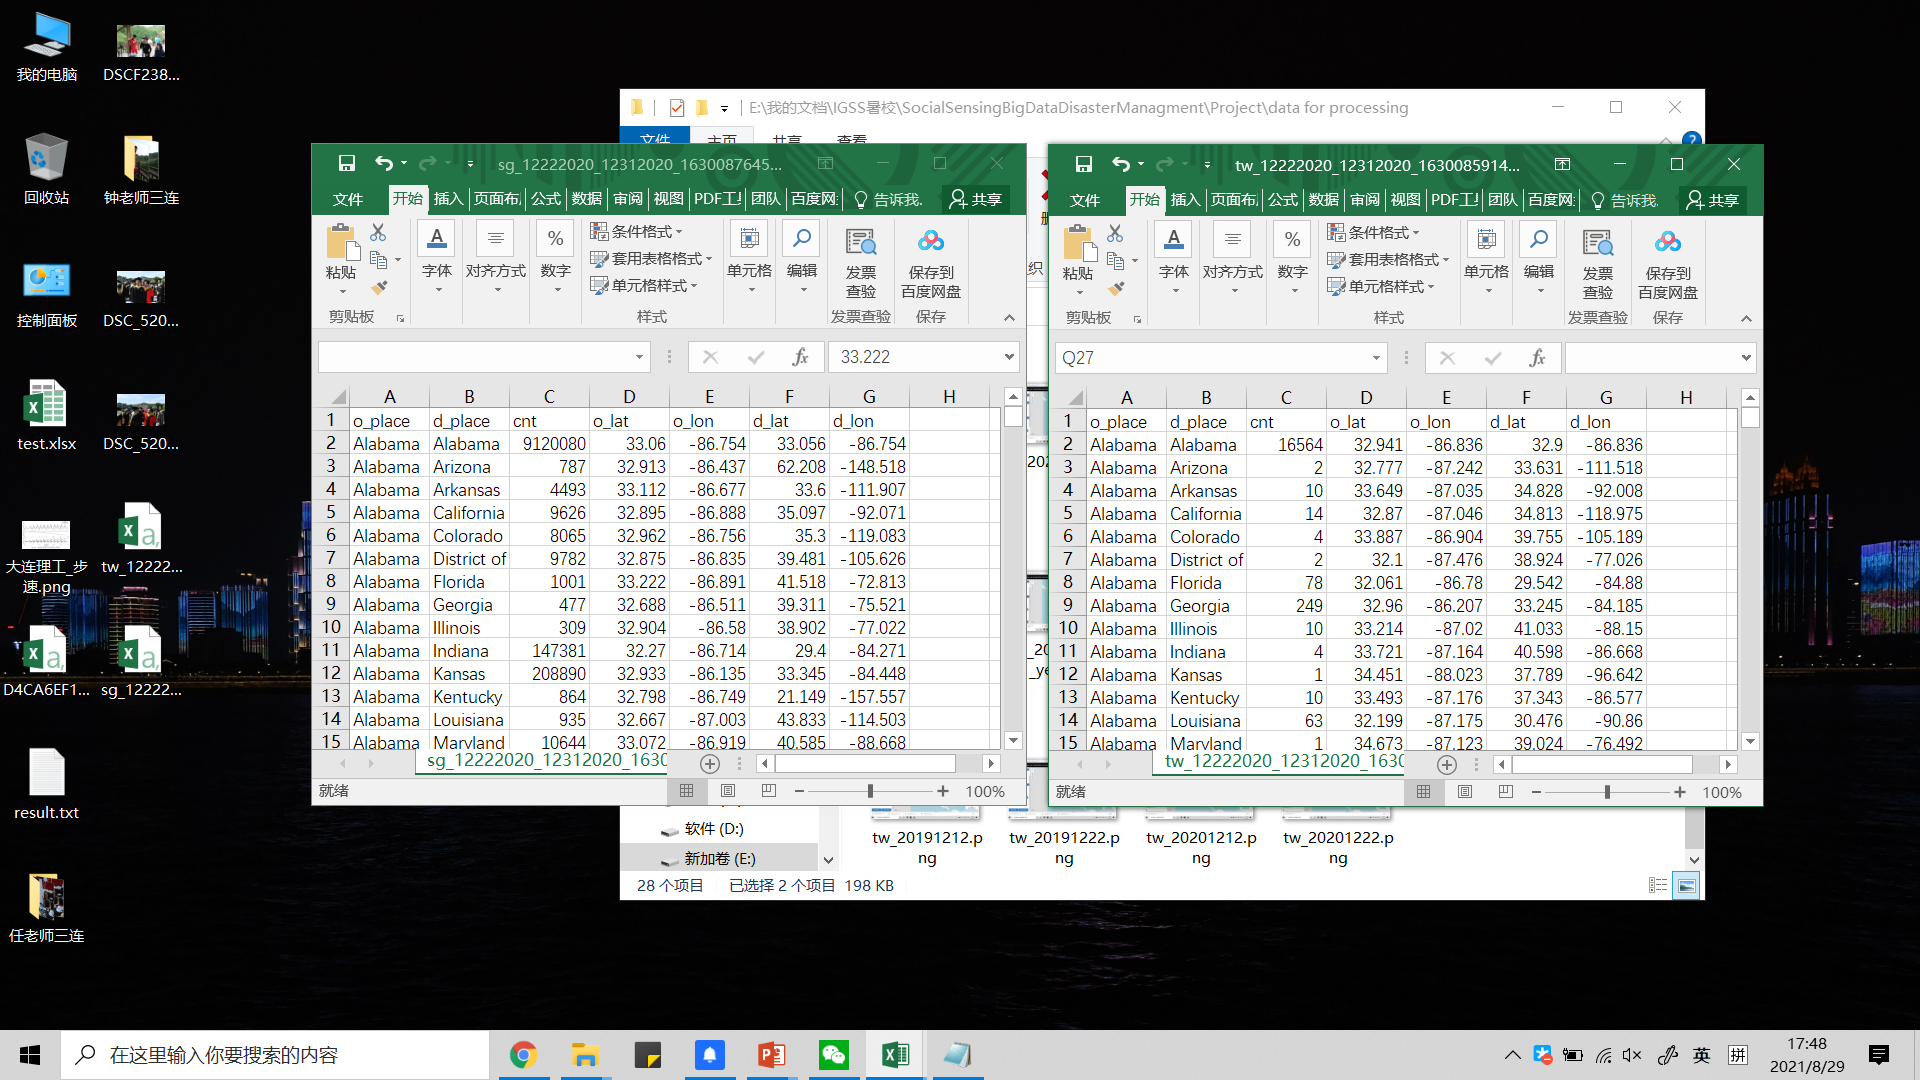 我的电脑
DSCF238...
回收站
钟老师三连
控制面板
DSC_520...
test.xlsx
DSC_520...
大连理工_步
速.png
tw_12222...
D4CA6EF1...
sg_12222...
result.txt
任老师三连
E:\我的文档\IGSS暑校\SocialSensingBigDataDisasterManagment\Project\data for processing
文件 主页 共享 查看
sg_12222020_12312020_1630087645...
文件 开始 插入 页面布 公式 数据 审阅 视图 PDF工 团队 百度网 告诉我. 共享
粘贴 字体 对齐方式 % 数字 条件格式 套用表格格式 单元格样式 单元格 编辑 发票 查验 保存到 百度网盘
剪贴板 样式 发票查验 保存
33.222
A B C D E F G H
1 o_place d_place cnt o_lat o_lon d_lat d_lon
2 Alabama Alabama 9120080 33.06 -86.754 33.056 -86.754
3 Alabama Arizona 787 32.913 -86.437 62.208 -148.518
4 Alabama Arkansas 4493 33.112 -86.677 33.6 -111.907
5 Alabama California 9626 32.895 -86.888 35.097 -92.071
6 Alabama Colorado 8065 32.962 -86.756 35.3 -119.083
7 Alabama District of 9782 32.875 -86.835 39.481 -105.626
8 Alabama Florida 1001 33.222 -86.891 41.518 -72.813
9 Alabama Georgia 477 32.688 -86.511 39.311 -75.521
10 Alabama Illinois 309 32.904 -86.58 38.902 -77.022
11 Alabama Indiana 147381 32.27 -86.714 29.4 -84.271
12 Alabama Kansas 208890 32.933 -86.135 33.345 -84.448
13 Alabama Kentucky 864 32.798 -86.749 21.149 -157.557
14 Alabama Louisiana 935 32.667 -87.003 43.833 -114.503
15 Alabama Maryland 10644 33.072 -86.919 40.585 -88.668
sg_12222020_12312020_1630
就绪 100%
tw_12222020_12312020_1630085914...
文件 开始 插入 页面布 公式 数据 审阅 视图 PDF工 团队 百度网 告诉我. 共享
粘贴 字体 对齐方式 % 数字 条件格式 套用表格格式 单元格样式 单元格 编辑 发票 查验 保存到 百度网盘
剪贴板 样式 发票查验 保存
Q27
A B C D E F G H
1 o_place d_place cnt o_lat o_lon d_lat d_lon
2 Alabama Alabama 16564 32.941 -86.836 32.9 -86.836
3 Alabama Arizona 2 32.777 -87.242 33.631 -111.518
4 Alabama Arkansas 10 33.649 -87.035 34.828 -92.008
5 Alabama California 14 32.87 -87.046 34.813 -118.975
6 Alabama Colorado 4 33.887 -86.904 39.755 -105.189
7 Alabama District of 2 32.1 -87.476 38.924 -77.026
8 Alabama Florida 78 32.061 -86.78 29.542 -84.88
9 Alabama Georgia 249 32.96 -86.207 33.245 -84.185
10 Alabama Illinois 10 33.214 -87.02 41.033 -88.15
11 Alabama Indiana 4 33.721 -87.164 40.598 -86.668
12 Alabama Kansas 1 34.451 -88.023 37.789 -96.642
13 Alabama Kentucky 10 33.493 -87.176 37.343 -86.577
14 Alabama Louisiana 63 32.199 -87.175 30.476 -90.86
15 Alabama Maryland 1 34.673 -87.123 39.024 -76.492
tw_12222020_12312020_1630
就绪 100%
软件 (D:)
新加卷 (E:)
tw_20191212.p
ng
tw_20191222.p
ng
tw_20201212.p
ng
tw_20201222.p
ng
28 个项目 已选择 2 个项目 198 KB
在这里输入你要搜索的内容
英 拼
17:48
2021/8/29